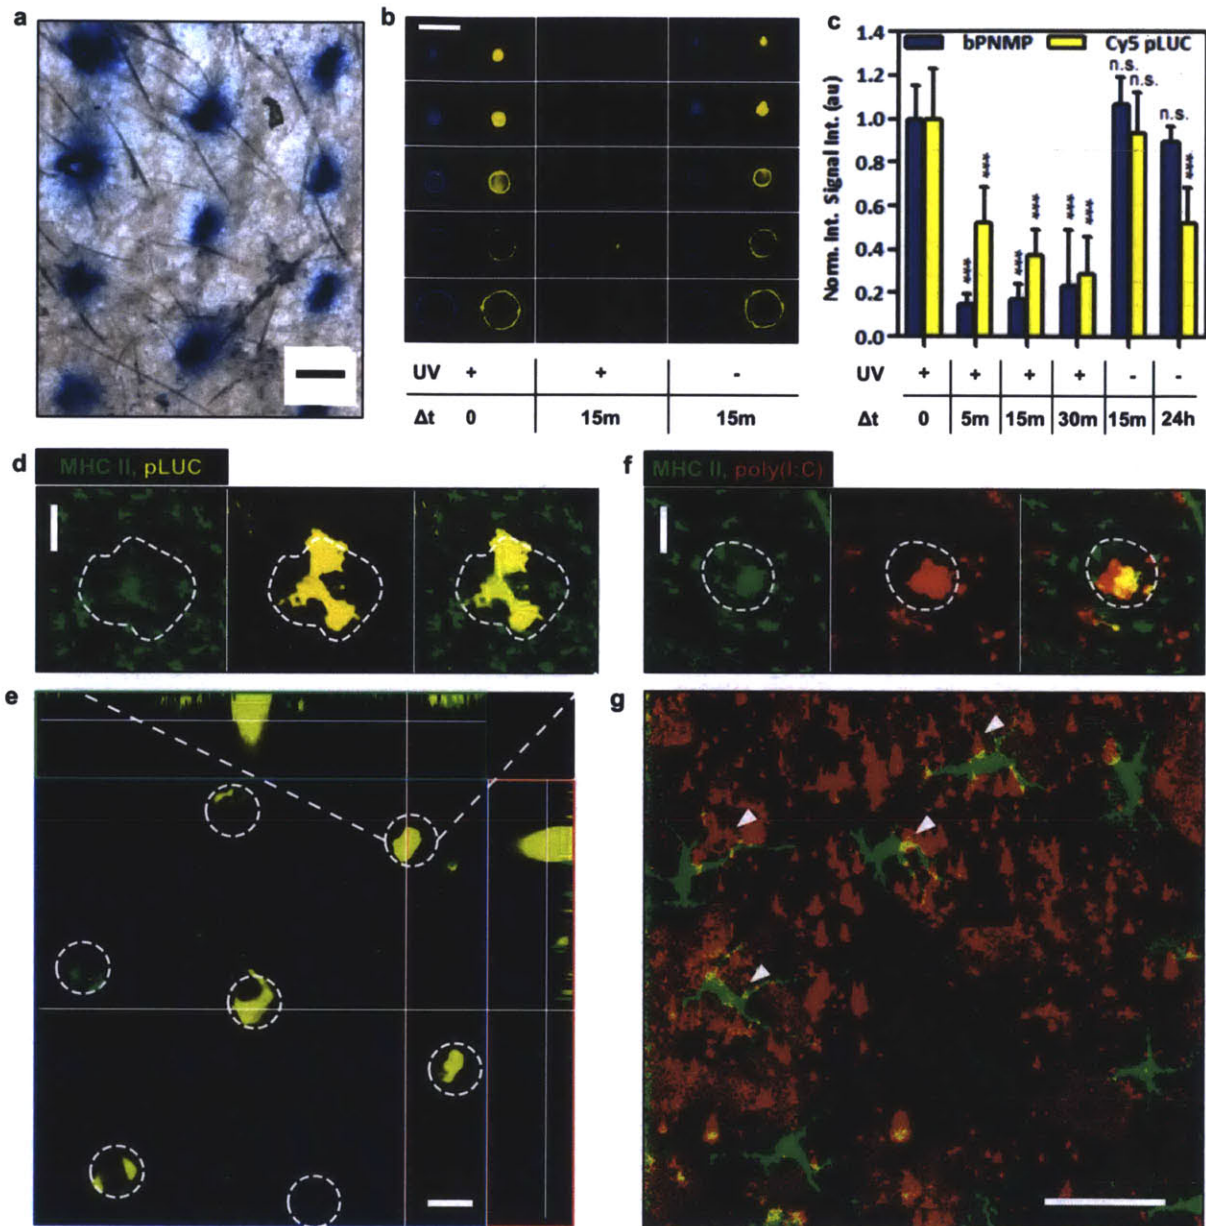 a
b
c
1.4
1.2
1.0
0.8
0.6
0.4
0.2
0.0
Norm. Int. Signal Int. (au)
bPNMP Cy5 pLUC
n.s.
n.s.
n.s.
***
***
***
***
***
***
***
UV + + -
Δt 0 15m 15m
UV + + + + - -
Δt 0 5m 15m 30m 15m 24h
d
MHC II, pLUC
f
MHC II, poly(I:C)
e
g